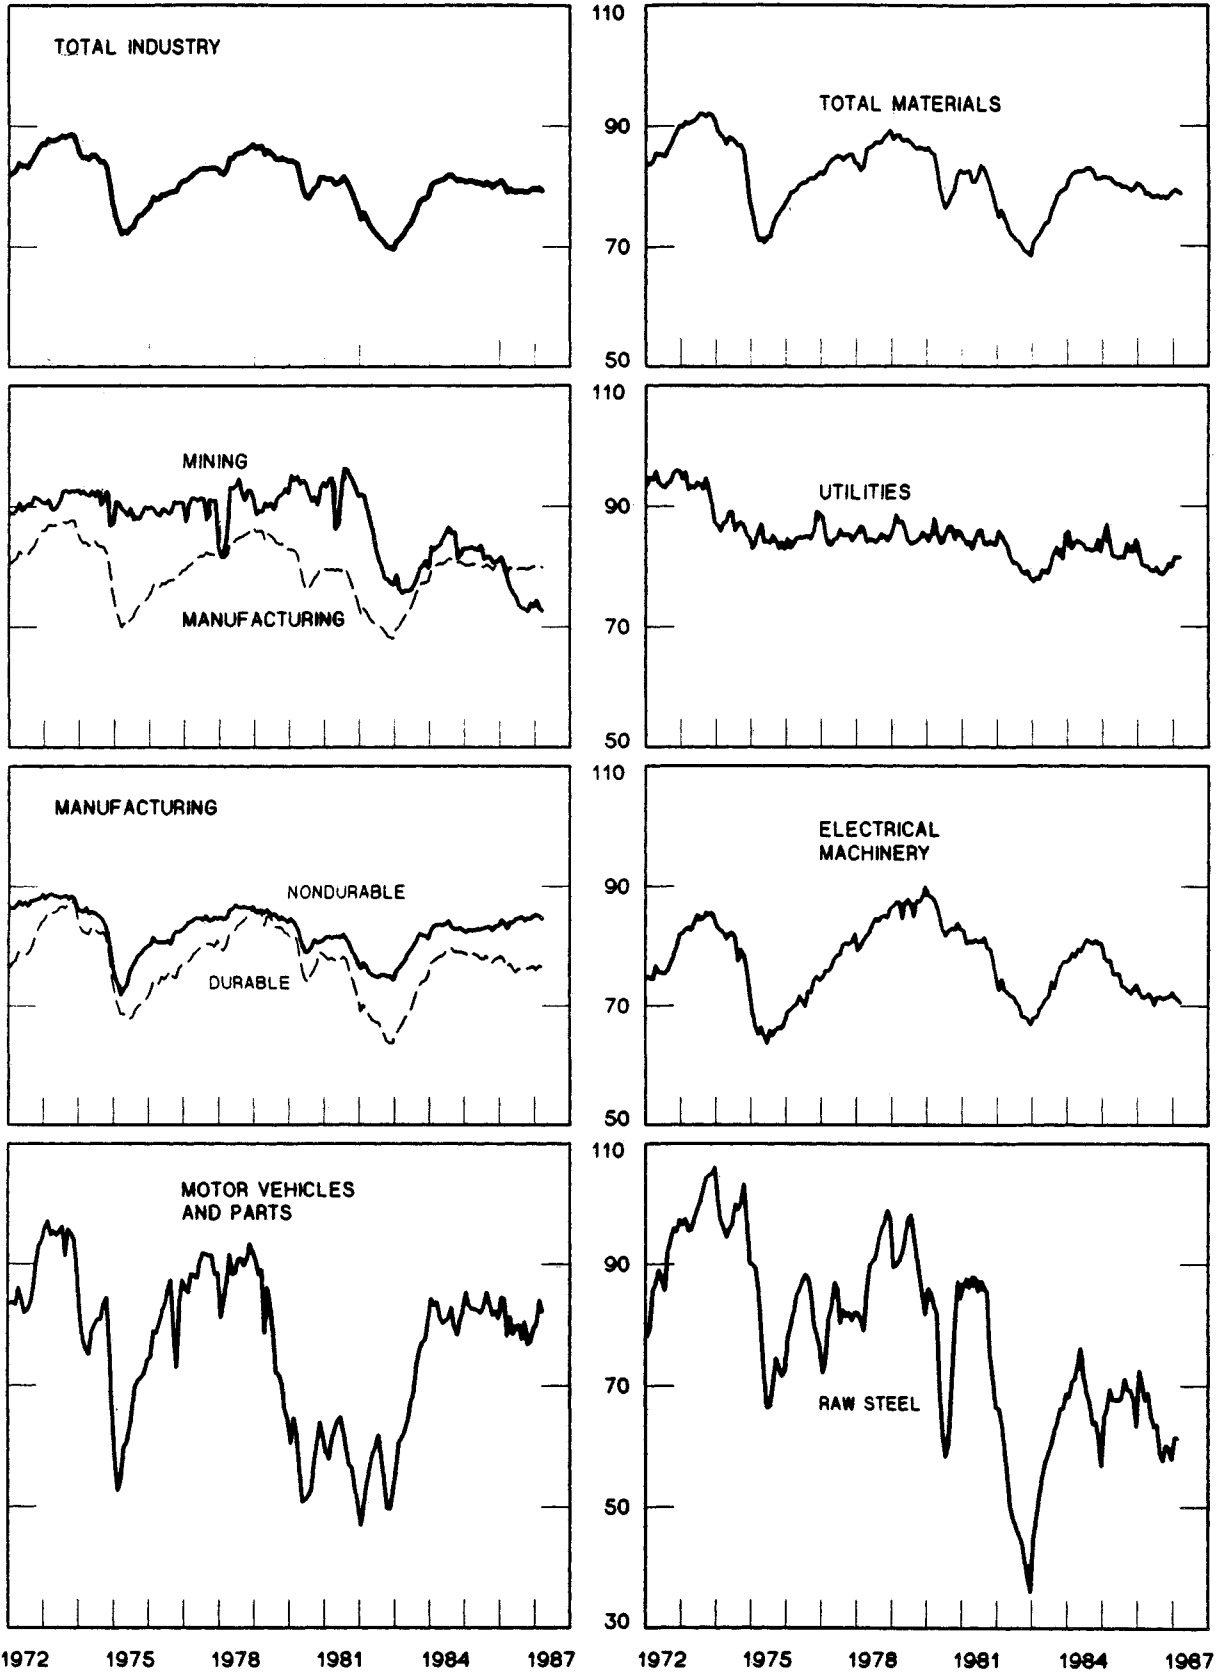 TOTAL INDUSTRY
110
TOTAL MATERIALS
90
70
50
MINING
MANUFACTURING
110
UTILITIES
90
70
50
MANUFACTURING
NONDURABLE
DURABLE
110
ELECTRICAL
MACHINERY
90
70
50
MOTOR VEHICLES
AND PARTS
110
90
70
RAW STEEL
50
30
1972 1975 1978 1981 1984 1987
1972 1975 1978 1981 1984 1987